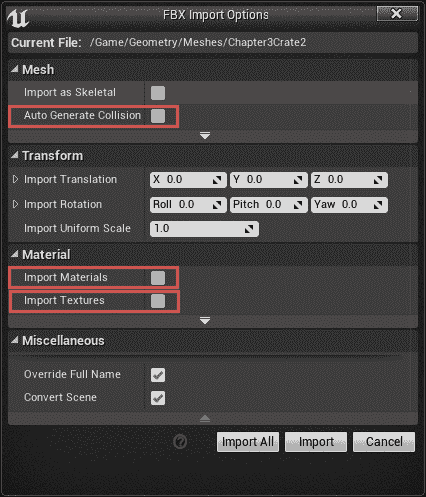 FBX Import Options
Current File: /Game/Geometry/Meshes/Chapter3Crate2
Mesh
Import as Skeletal
Auto Generate Collision
Transform
Import Translation X 0.0 Y 0.0 Z 0.0
Import Rotation Roll 0.0 Pitch 0.0 Yaw 0.0
Import Uniform Scale 1.0
Material
Import Materials
Import Textures
Miscellaneous
Override Full Name
Convert Scene
? Import All Import Cancel